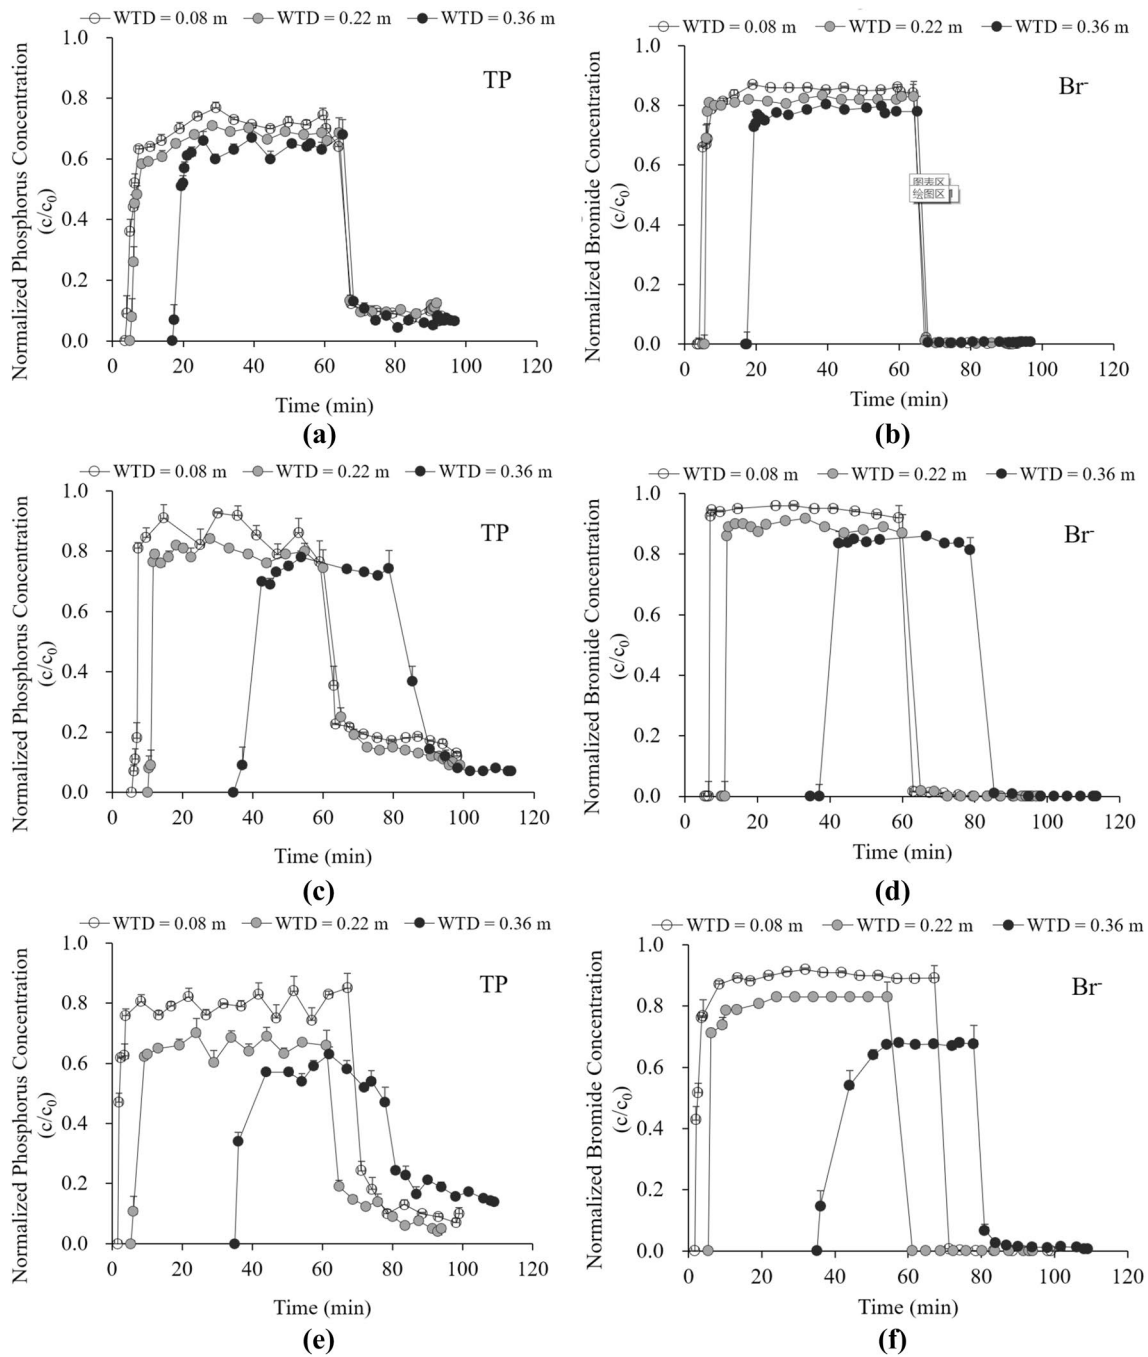 WTD = 0.08 m WTD = 0.22 m WTD = 0.36 m
Normalized Phosphorus Concentration
(c/c0)
1.0
0.8
0.6
0.4
0.2
0.0
TP
0 20 40 60 80 100 120
Time (min)
(a)
WTD = 0.08 m WTD = 0.22 m WTD = 0.36 m
Normalized Bromide Concentration
(c/c0)
1.0
0.8
0.6
0.4
0.2
0.0
Br-
图表区
绘图区
0 20 40 60 80 100 120
Time (min)
(b)
WTD = 0.08 m WTD = 0.22 m WTD = 0.36 m
Normalized Phosphorus Concentration
(c/c0)
1.0
0.8
0.6
0.4
0.2
0.0
TP
0 20 40 60 80 100 120
Time (min)
(c)
WTD = 0.08 m WTD = 0.22 m WTD = 0.36 m
Normalized Bromide Concentration
(c/c0)
1.0
0.8
0.6
0.4
0.2
0.0
Br-
0 20 40 60 80 100 120
Time (min)
(d)
WTD = 0.08 m WTD = 0.22 m WTD = 0.36 m
Normalized Phosphorus Concentration
(c/c0)
1.0
0.8
0.6
0.4
0.2
0.0
TP
0 20 40 60 80 100 120
Time (min)
(e)
WTD = 0.08 m WTD = 0.22 m WTD = 0.36 m
Normalized Bromide Concentration
(c/c0)
1.0
0.8
0.6
0.4
0.2
0.0
Br-
0 20 40 60 80 100 120
Time (min)
(f)